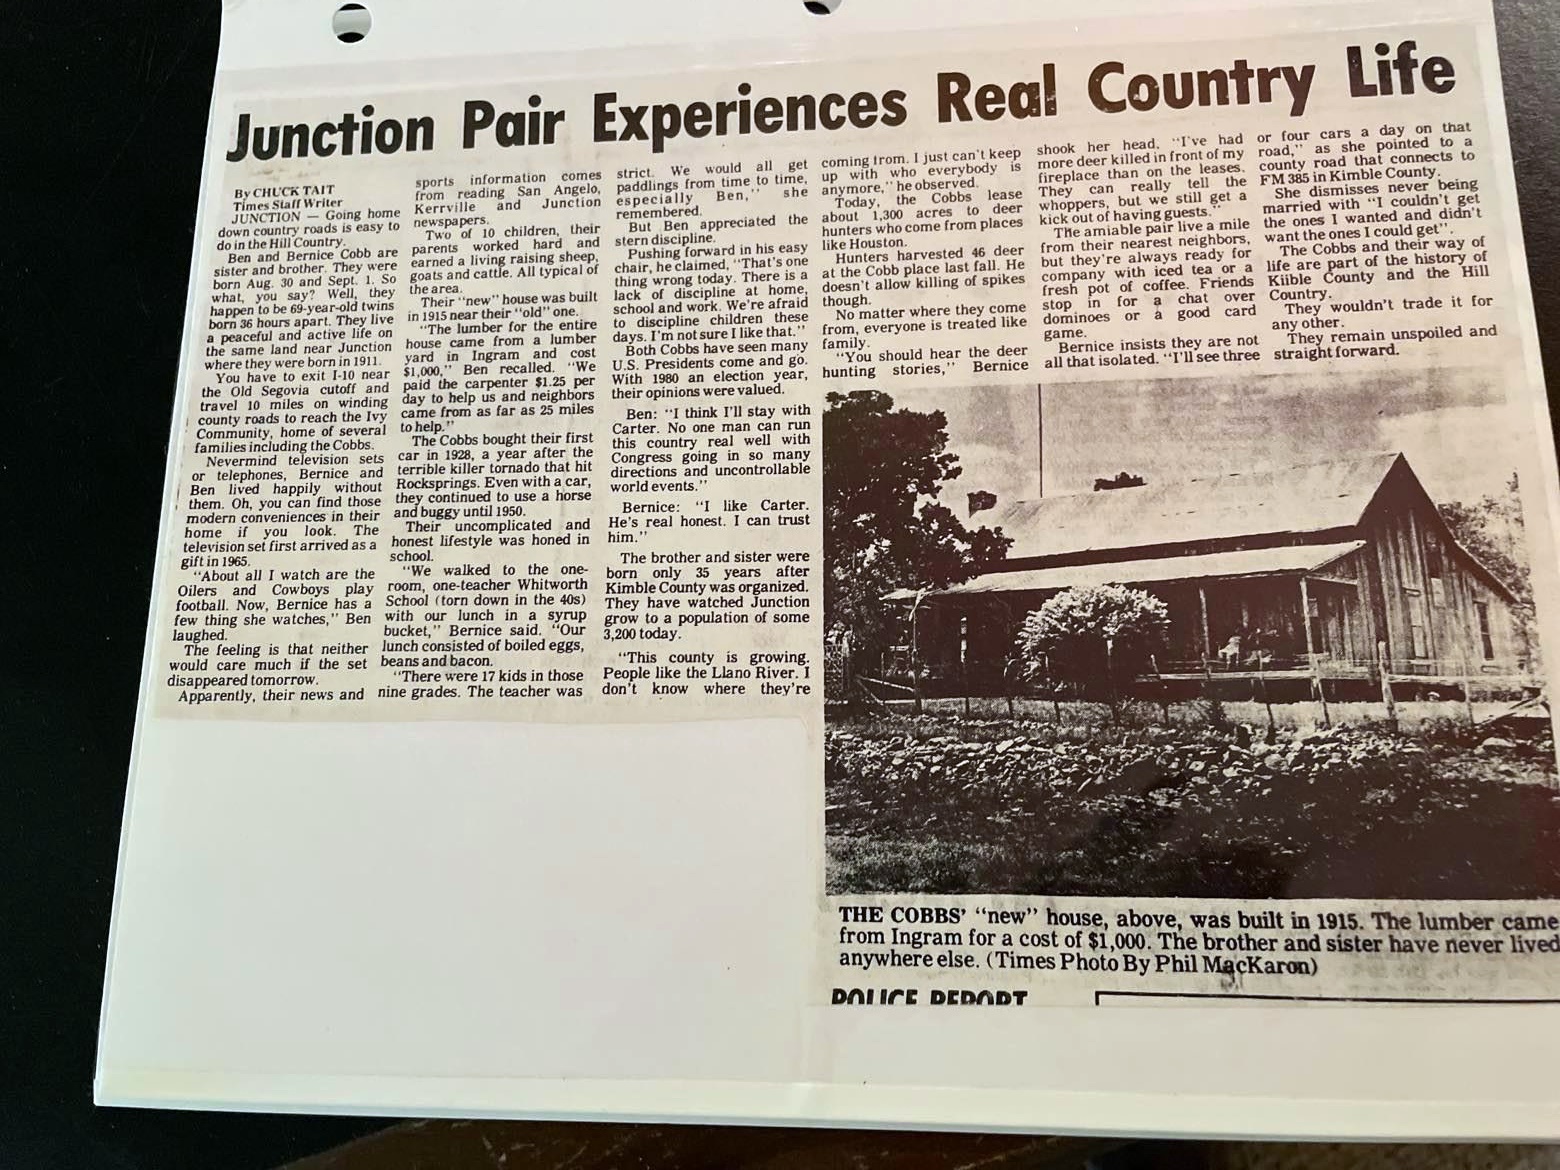 Junction Pair Experiences Real Country Life
By CHUCK TAIT
Times Staff Writer
JUNCTION — Going home
down country roads is easy to
do in the Hill Country.
Ben and Bernice Cobb are
sister and brother. They were
born Aug. 30 and Sept. 1. So
what, you say? Well, they
happen to be 69-year-old twins
born 36 hours apart. They live
a peaceful and active life on
the same land near Junction
where they were born in 1911.
You have to exit I-10 near
the Old Segovia cutoff and
travel 10 miles on winding
county roads to reach the Ivy
Community, home of several
families including the Cobbs.
Nevermind television sets
or telephones, Bernice and
Ben lived happily without
them. Oh, you can find those
modern conveniences in their
home if you look. The
television set first arrived as a
gift in 1965.
"About all I watch are the
Oilers and Cowboys play
football. Now, Bernice has a
few thing she watches," Ben
laughed.
The feeling is that neither
would care much if the set
disappeared tomorrow.
Apparently, their news and
sports information comes
from reading San Angelo,
Kerrville and Junction
newspapers.
Two of 10 children, their
parents worked hard and
earned a living raising sheep,
goats and cattle. All typical of
the area.
Their "new" house was built
in 1915 near their "old" one.
"The lumber for the entire
house came from a lumber
yard in Ingram and cost
$1,000," Ben recalled. "We
paid the carpenter $1.25 per
day to help us and neighbors
came from as far as 25 miles
to help."
The Cobbs bought their first
car in 1928, a year after the
terrible killer tornado that hit
Rocksprings. Even with a car,
they continued to use a horse
and buggy until 1950.
Their uncomplicated and
honest lifestyle was honed in
school.
"We walked to the one-
room, one-teacher Whitworth
School (torn down in the 40s)
with our lunch in a syrup
bucket," Bernice said. "Our
lunch consisted of boiled eggs,
beans and bacon.
"There were 17 kids in those
nine grades. The teacher was
strict. We would all get
paddlings from time to time,
especially Ben," she
remembered.
But Ben appreciated the
stern discipline.
Pushing forward in his easy
chair, he claimed, "That's one
thing wrong today. There is a
lack of discipline at home,
school and work. We're afraid
to discipline children these
days. I'm not sure I like that."
Both Cobbs have seen many
U.S. Presidents come and go.
With 1980 an election year,
their opinions were valued.
Ben: "I think I'll stay with
Carter. No one man can run
this country real well with
Congress going in so many
directions and uncontrollable
world events."
Bernice: "I like Carter.
He's real honest. I can trust
him."
The brother and sister were
born only 35 years after
Kimble County was organized.
They have watched Junction
grow to a population of some
3,200 today.
"This county is growing.
People like the Llano River. I
don't know where they're
coming from. I just can't keep
up with who everybody is
anymore," he observed.
Today, the Cobbs lease
about 1,300 acres to deer
hunters who come from places
like Houston.
Hunters harvested 46 deer
at the Cobb place last fall. He
doesn't allow killing of spikes
though.
No matter where they come
from, everyone is treated like
family.
"You should hear the deer
hunting stories," Bernice
shook her head. "I've had
more deer killed in front of my
fireplace than on the leases.
They can really tell the
whoppers, but we still get a
kick out of having guests."
The amiable pair live a mile
from their nearest neighbors,
but they're always ready for
company with iced tea or a
fresh pot of coffee. Friends
stop in for a chat over
dominoes or a good card
game.
Bernice insists they are not
all that isolated. "I'll see three
or four cars a day on that
road," as she pointed to a
county road that connects to
FM 385 in Kimble County.
She dismisses never being
married with "I couldn't get
the ones I wanted and didn't
want the ones I could get".
The Cobbs and their way of
life are part of the history of
Kiible County and the Hill
Country.
They wouldn't trade it for
any other.
They remain unspoiled and
straight forward.
THE COBBS' "new" house, above, was built in 1915. The lumber came
from Ingram for a cost of $1,000. The brother and sister have never lived
anywhere else. (Times Photo By Phil MacKaron)
POLICE REPORT